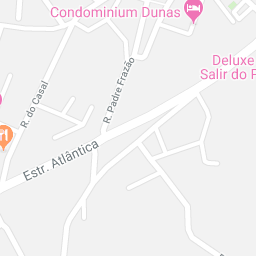 Condominium Dunas
Deluxe
Salir do P
R. do Casal
R. Padre Frazão
Estr. Atlântica